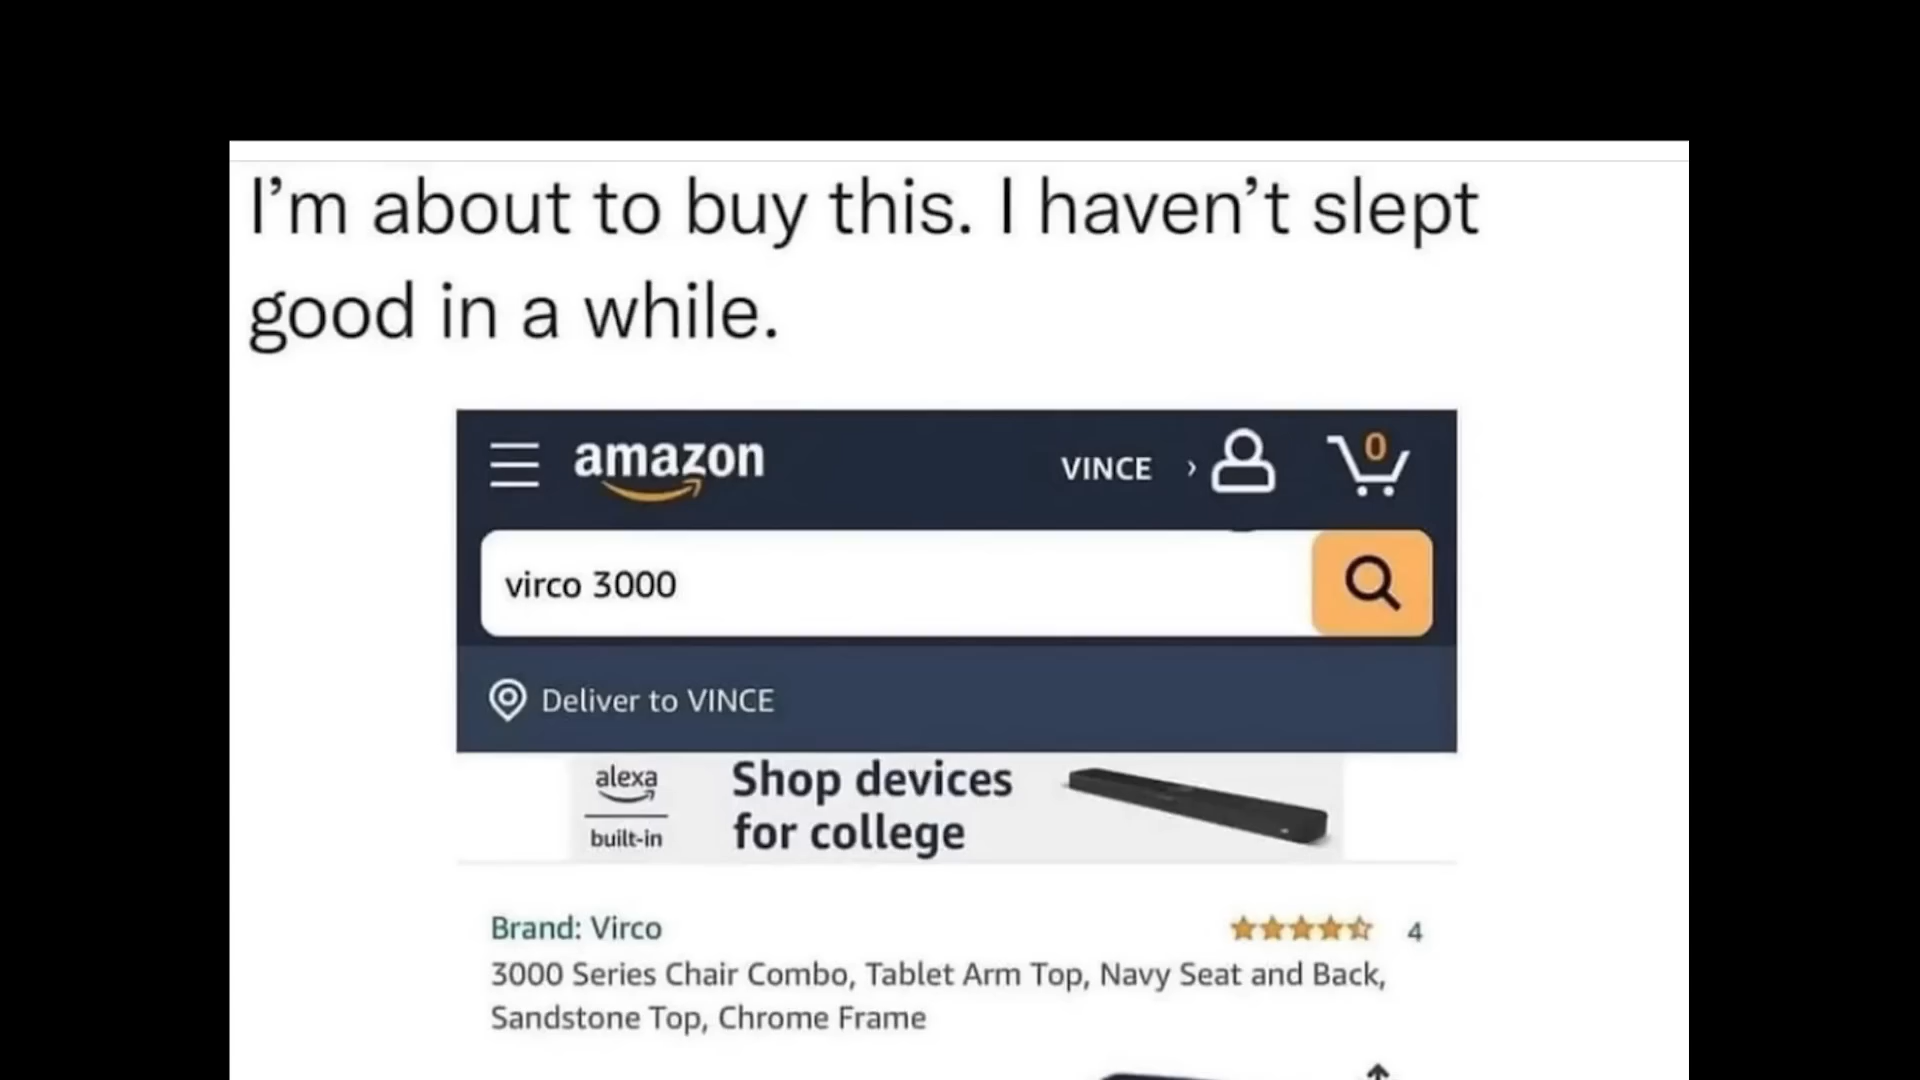 I’m about to buy this. I haven’t slept
good in a while.
amazon
VINCE
0
virco 3000
Deliver to VINCE
alexa
built-in
Shop devices
for college
Brand: Virco
4
3000 Series Chair Combo, Tablet Arm Top, Navy Seat and Back,
Sandstone Top, Chrome Frame